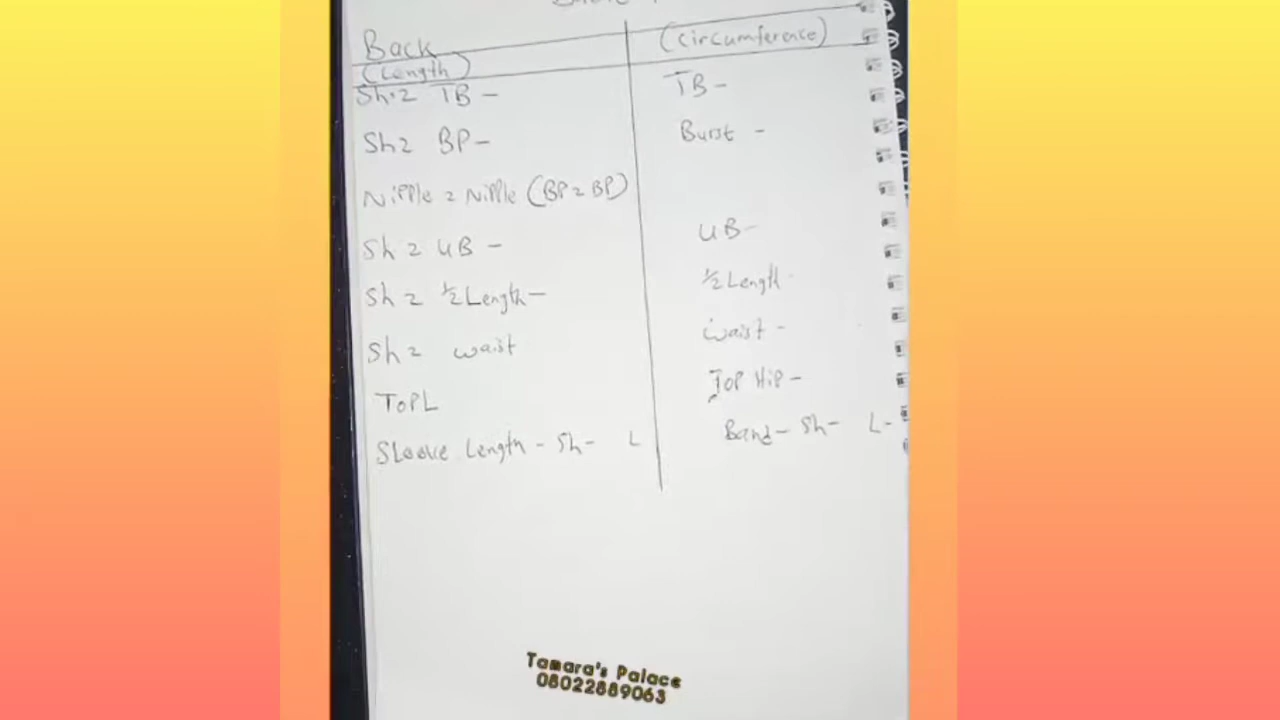 Back
(Length)
(Circumference)
Sh 2 TB -
TB -
Sh 2 BP -
Burst -
Nipple 2 Nipple (BP 2 BP)
Sh 2 UB -
UB -
Sh 2 1/2 Length -
1/2 Length -
Sh 2 waist
waist -
TOPL
Top Hip -
Sleeve Length - Sh - L
Band - Sh - L -
Tamara's Palace
08022889063